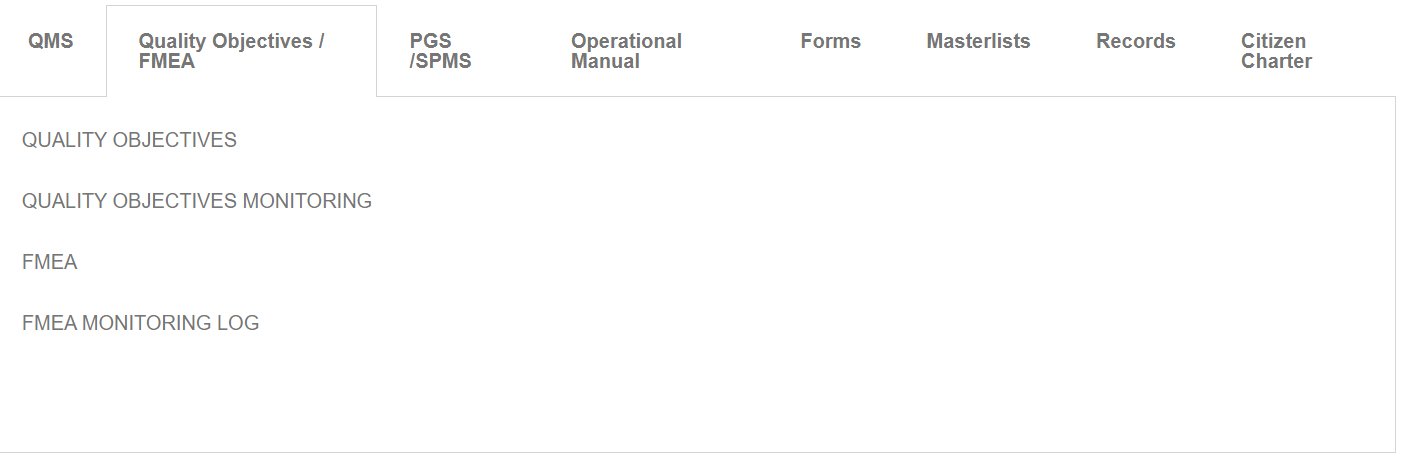 QMS
Quality Objectives /
FMEA
PGS
/SPMS
Operational
Manual
Forms
Masterlists
Records
Citizen
Charter
QUALITY OBJECTIVES
QUALITY OBJECTIVES MONITORING
FMEA
FMEA MONITORING LOG